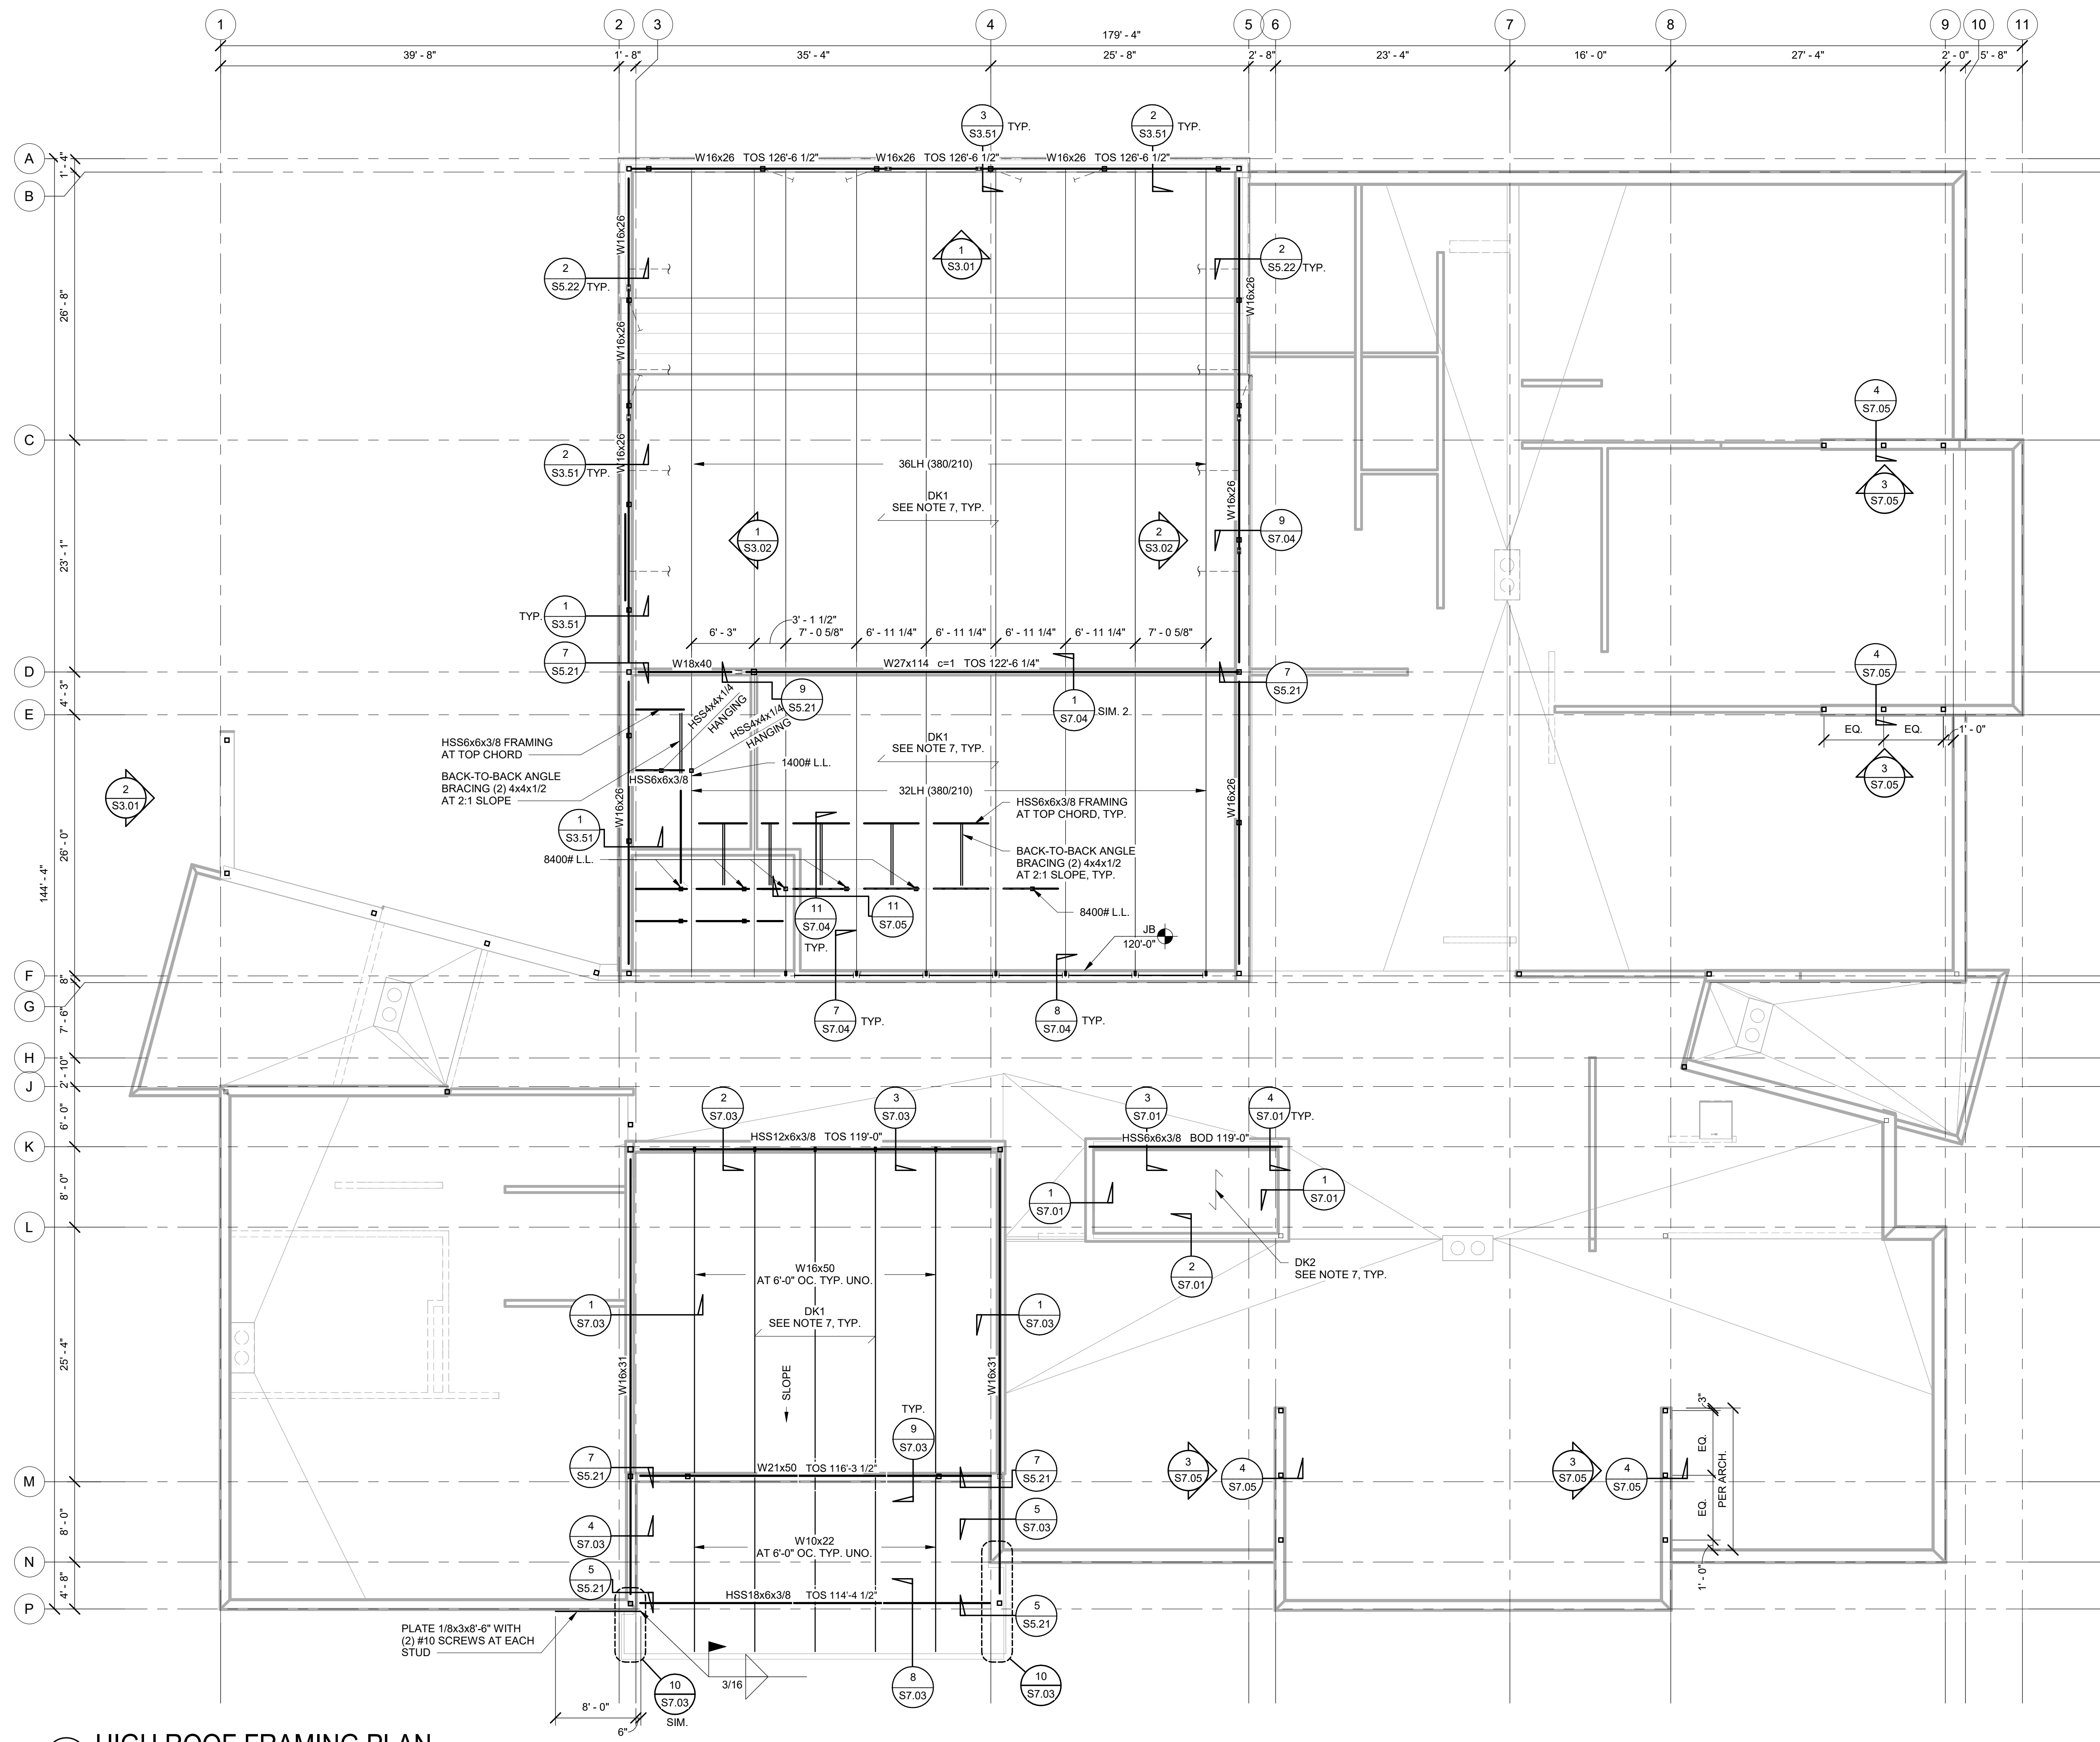 1
2
3
4
5
6
7
8
9
10
11
179' - 4"
39' - 8"
1' - 8"
35' - 4"
25' - 8"
2' - 8"
23' - 4"
16' - 0"
27' - 4"
2' - 0"
5' - 8"
A
B
C
D
E
F
G
H
J
K
L
M
N
P
144' - 4"
1' - 4"
26' - 8"
23' - 1"
4' - 3"
26' - 0"
8"
7' - 6"
2' - 10"
6' - 0"
8' - 0"
25' - 4"
8' - 0"
4' - 8"
3
S3.51
TYP.
2
S3.51
TYP.
W16x26 TOS 126'-6 1/2"
W16x26 TOS 126'-6 1/2"
W16x26 TOS 126'-6 1/2"
W16x26
1
S3.01
2
S5.22
TYP.
2
S5.22
TYP.
W16x26
W16x26
W16x26
2
S3.51
TYP.
36LH (380/210)
DK1
SEE NOTE 7, TYP.
W16x26
4
S7.05
3
S7.05
1
S3.02
2
S3.02
9
S7.04
TYP.
1
S3.51
6' - 3"
3' - 1 1/2"
7' - 0 5/8"
6' - 11 1/4"
6' - 11 1/4"
6' - 11 1/4"
6' - 11 1/4"
7' - 0 5/8"
7
S5.21
W18x40
W27x114 c=1 TOS 122'-6 1/4"
7
S5.21
9
S5.21
1
S7.04
SIM. 2
4
S7.05
EQ.
EQ.
1' - 0"
3
S7.05
HSS4x4x1/4
HANGING
HSS4x4x1/4
HANGING
HSS6x6x3/8 FRAMING
AT TOP CHORD
BACK-TO-BACK ANGLE
BRACING (2) 4x4x1/2
AT 2:1 SLOPE
HSS6x6x3/8
1400# L.L.
DK1
SEE NOTE 7, TYP.
32LH (380/210)
2
S3.01
W16x26
W16x26
1
S3.51
HSS6x6x3/8 FRAMING
AT TOP CHORD, TYP.
BACK-TO-BACK ANGLE
BRACING (2) 4x4x1/2
AT 2:1 SLOPE, TYP.
8400# L.L.
8400# L.L.
11
S7.04
TYP.
11
S7.05
JB
120'-0"
7
S7.04
TYP.
8
S7.04
TYP.
2
S7.03
3
S7.03
3
S7.01
4
S7.01
TYP.
HSS12x6x3/8 TOS 119'-0"
HSS6x6x3/8 BOD 119'-0"
1
S7.01
1
S7.01
2
S7.01
DK2
SEE NOTE 7, TYP.
W16x50
AT 6'-0" OC. TYP. UNO.
DK1
SEE NOTE 7, TYP.
1
S7.03
1
S7.03
W16x31
W16x31
SLOPE
TYP.
9
S7.03
7
S5.21
W21x50 TOS 116'-3 1/2"
7
S5.21
3
S7.05
4
S7.05
3
S7.05
4
S7.05
3"
EQ.
EQ.
PER ARCH.
1' - 0"
4
S7.03
5
S7.03
W10x22
AT 6'-0" OC. TYP. UNO.
5
S5.21
HSS18x6x3/8 TOS 114'-4 1/2"
5
S5.21
PLATE 1/8x3x8'-6" WITH
(2) #10 SCREWS AT EACH
STUD
3/16
8' - 0"
6"
10
S7.03
SIM.
8
S7.03
10
S7.03
HIGH ROOF FRAMING PLAN